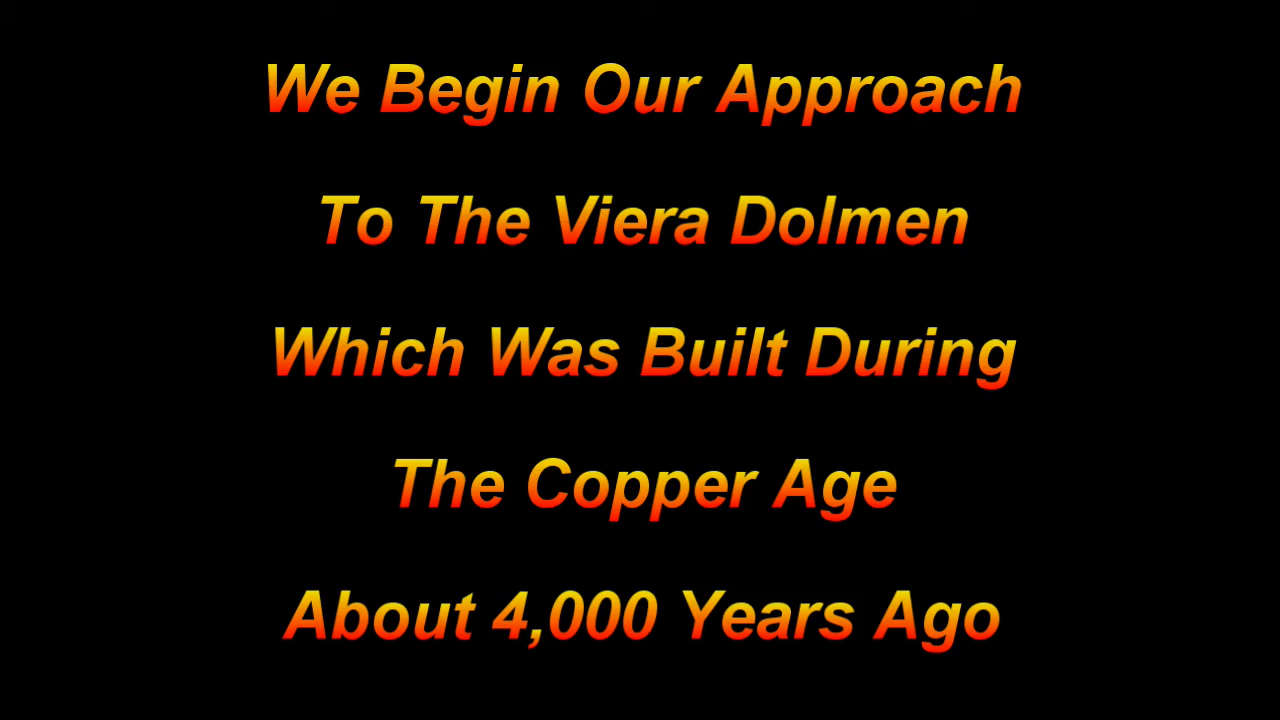 We Begin Our Approach
To The Viera Dolmen
Which Was Built During
The Copper Age
About 4,000 Years Ago